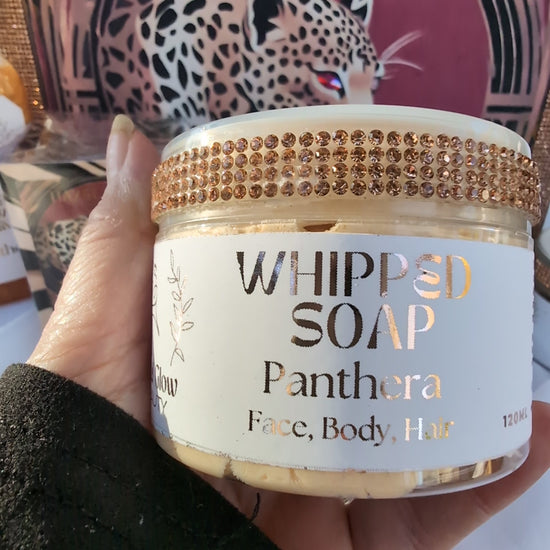 WHIPPED
SOAP
Panthera
Face, Body, Hair
120ML
Glow